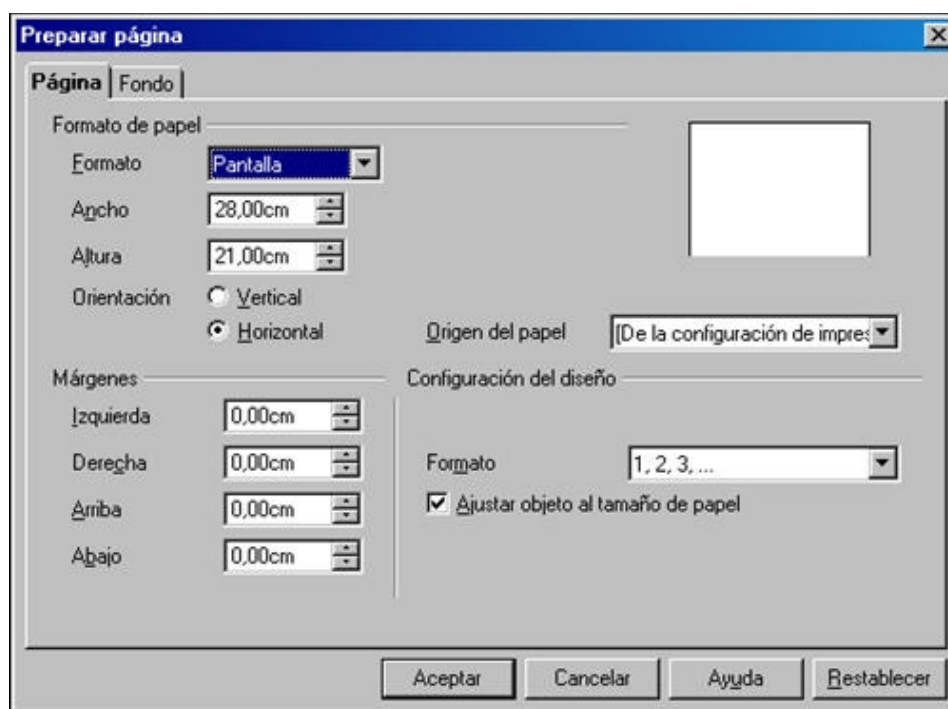 Preparar página
Página Fondo
Formato de papel
Formato Pantalla
Ancho 28,00cm
Altura 21,00cm
Orientación Vertical
Horizontal Origen del papel [De la configuración de
Márgenes Configuración del diseño
Izquierda 0,00cm
Derecha 0,00cm Formato 1, 2, 3, ...
Arriba 0,00cm Ajustar objeto al tamaño de papel
Abajo 0,00cm
Aceptar Cancelar Ayuda Restablecer